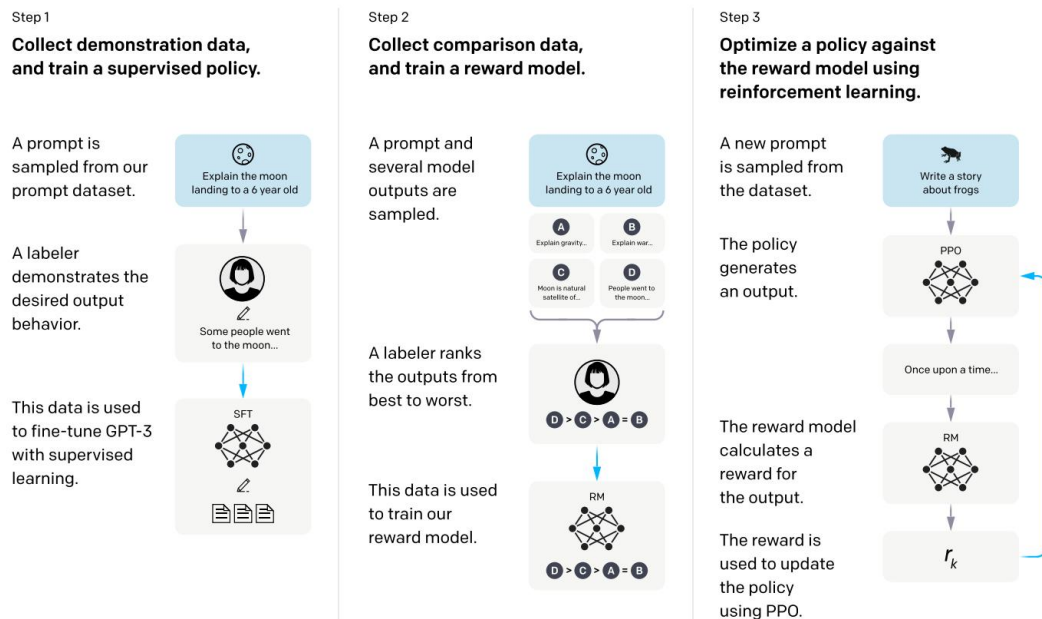 Step 1
Collect demonstration data,
and train a supervised policy.
A prompt is
sampled from our
prompt dataset.
Explain the moon
landing to a 6 year old
A labeler
demonstrates the
desired output
behavior.
Some people went
to the moon...
This data is used
to fine-tune GPT-3
with supervised
learning.
SFT
Step 2
Collect comparison data,
and train a reward model.
A prompt and
several model
outputs are
sampled.
Explain the moon
landing to a 6 year old
A
Explain gravity...
B
Explain war...
C
Moon is natural
satellite of...
D
People went to
the moon...
A labeler ranks
the outputs from
best to worst.
D > C > A = B
This data is used
to train our
reward model.
RM
D > C > A = B
Step 3
Optimize a policy against
the reward model using
reinforcement learning.
A new prompt
is sampled from
the dataset.
Write a story
about frogs
The policy
generates
an output.
PPO
Once upon a time...
The reward model
calculates a
reward for
the output.
RM
The reward is
used to update
the policy
using PPO.
r_k